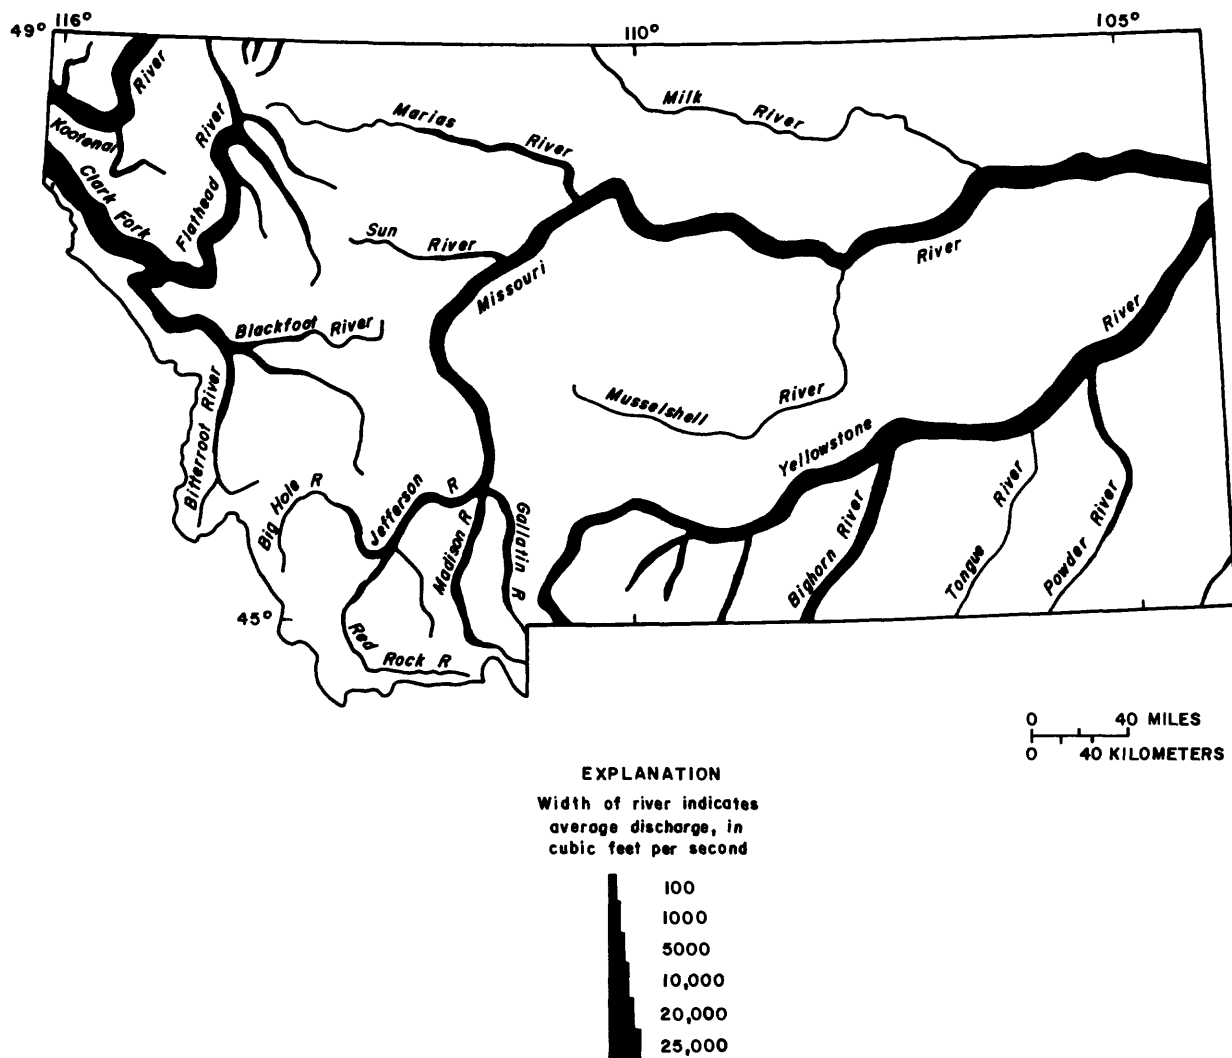 116°
110°
105°
49°
River
Kootenai
Clark Fork
Flathead
River
Marias
River
Milk
River
Sun
River
Missouri
River
River
Blackfoot River
Bitterroot River
Musselshell
River
Yellowstone
Big Hole R
Jefferson
R
Madison R
Gallatin R
Bighorn River
Tongue
River
Powder
River
45°
Red
Rock R
0 40 MILES
0 40 KILOMETERS
EXPLANATION
Width of river indicates
average discharge, in
cubic feet per second
100
1000
5000
10,000
20,000
25,000